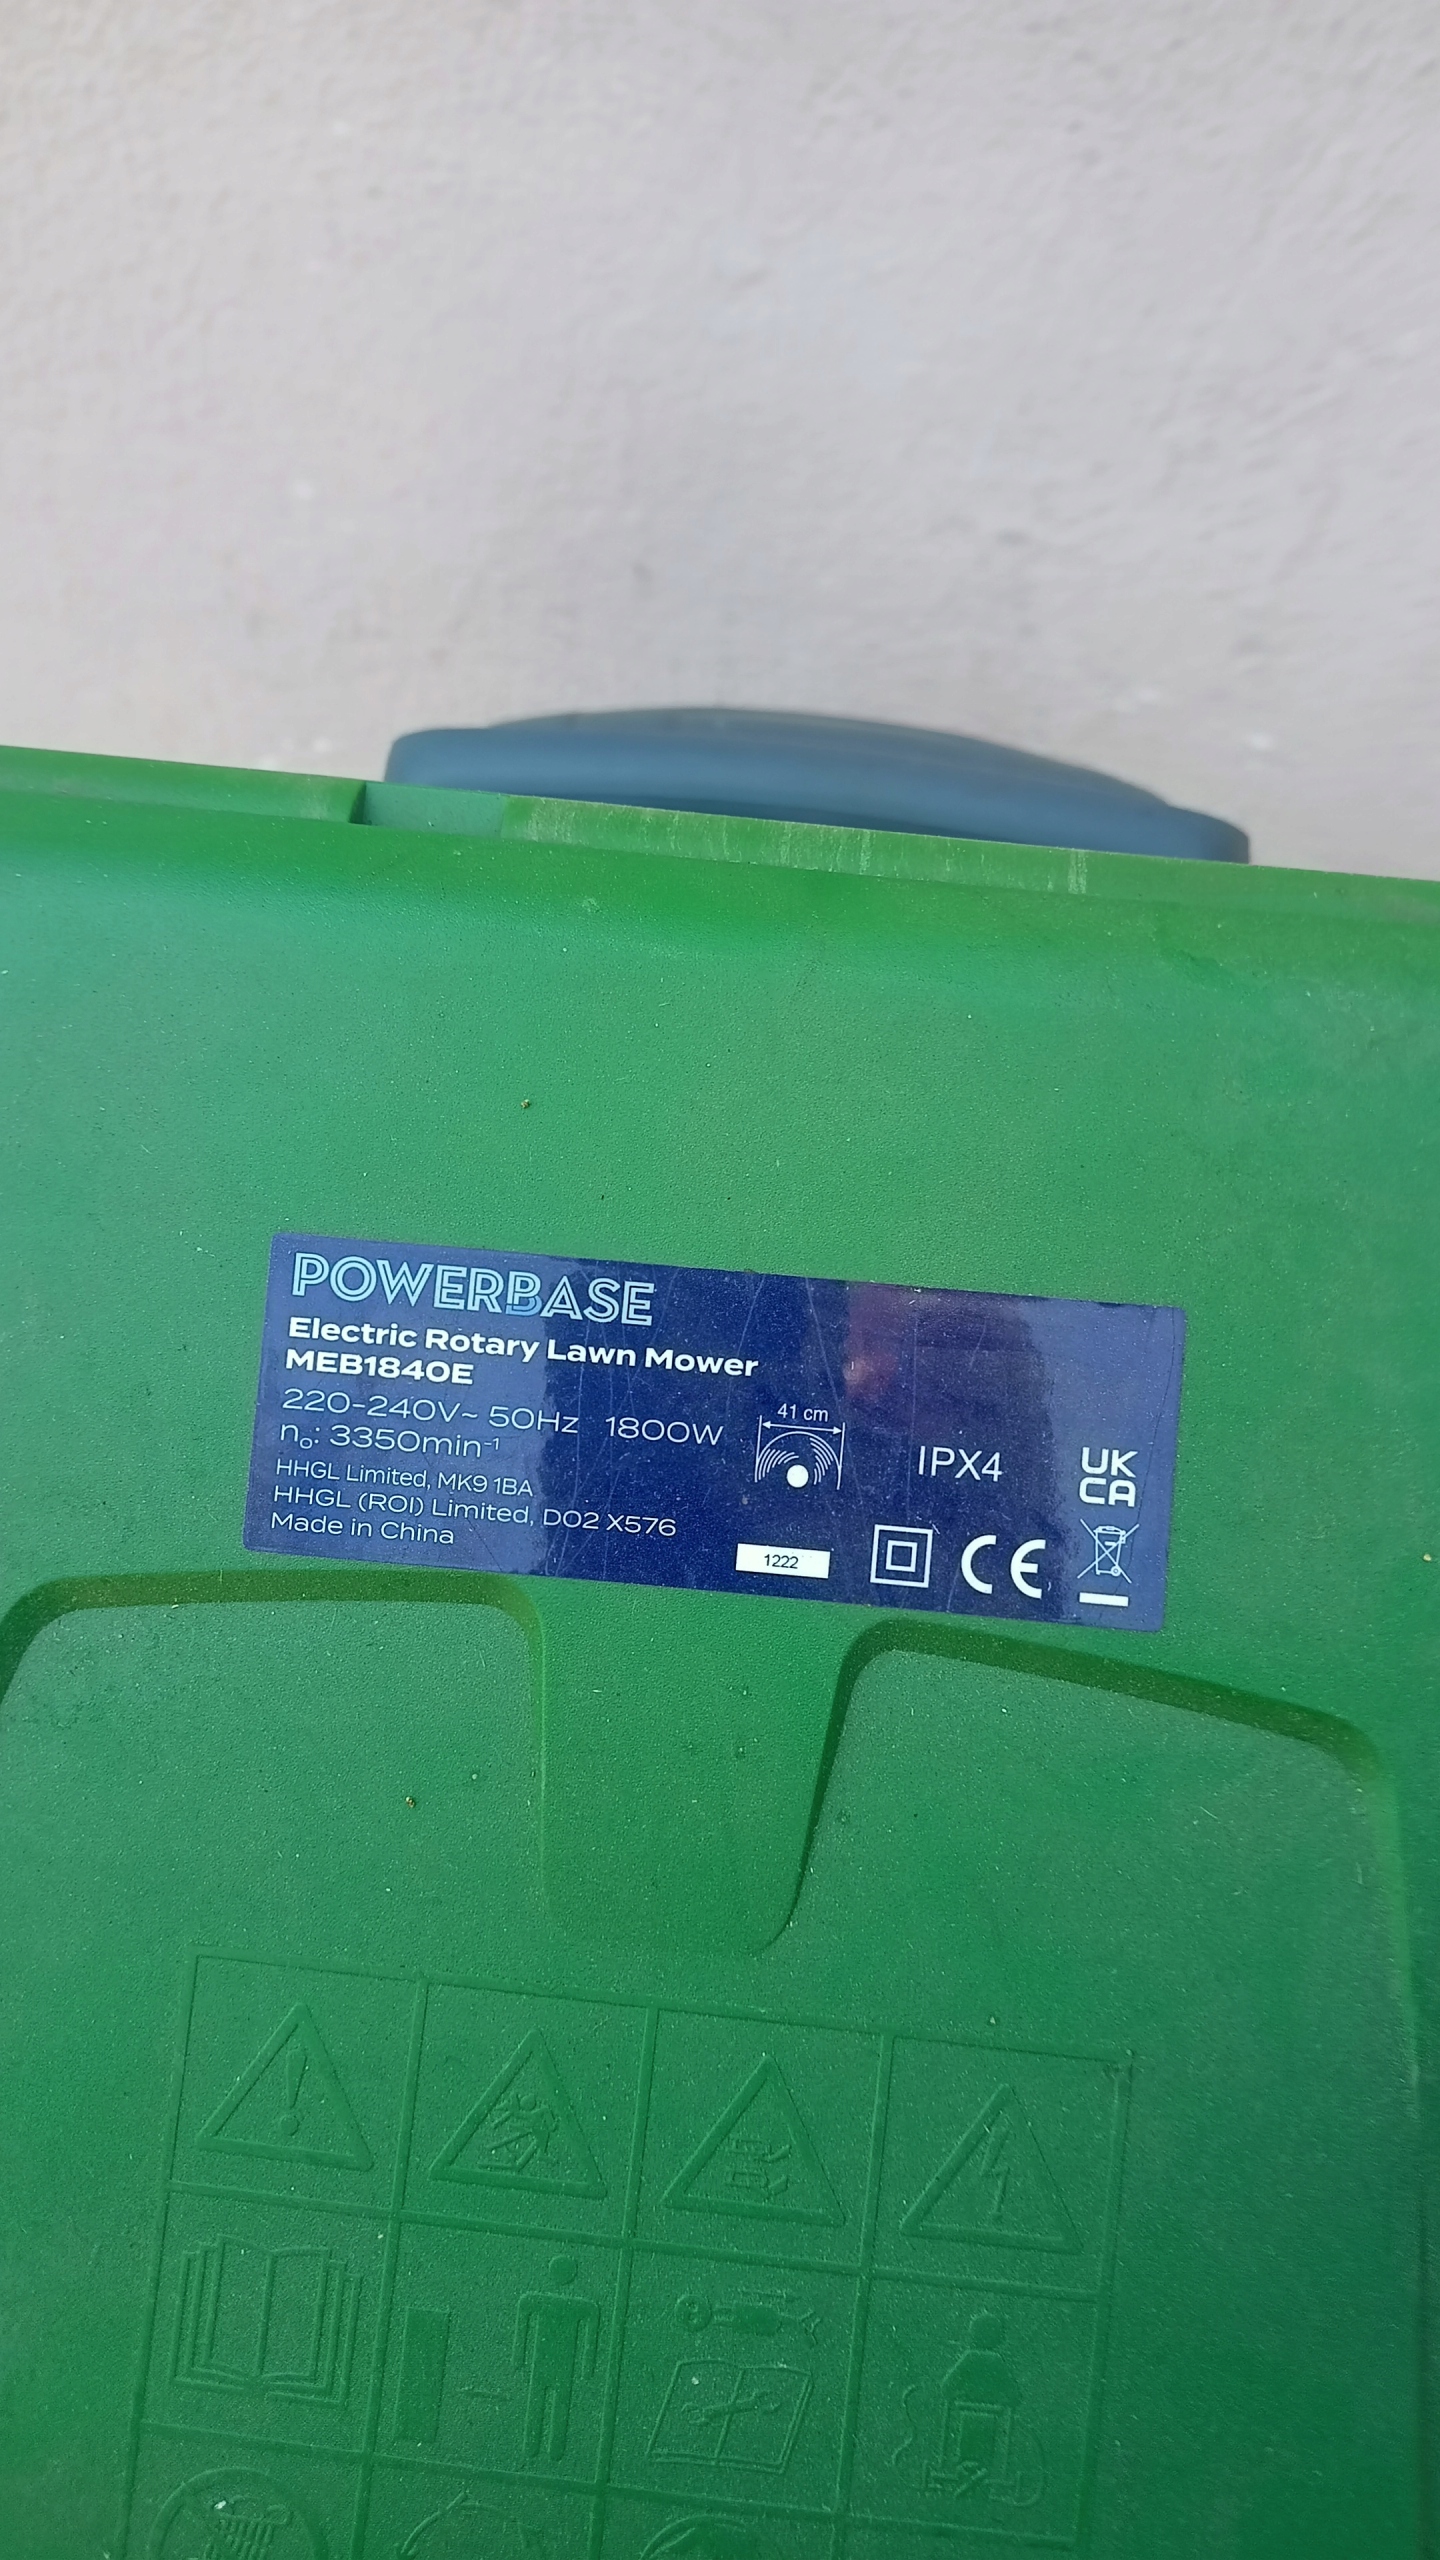 POWERBASE
Electric Rotary Lawn Mower
MEB1840E
220-240V~ 50Hz 1800W
n₀: 3350min⁻¹
HHGL Limited, MK9 1BA
HHGL (ROI) Limited, D02 X576
Made in China
41 cm
IPX4
UK
CA
1222
CE